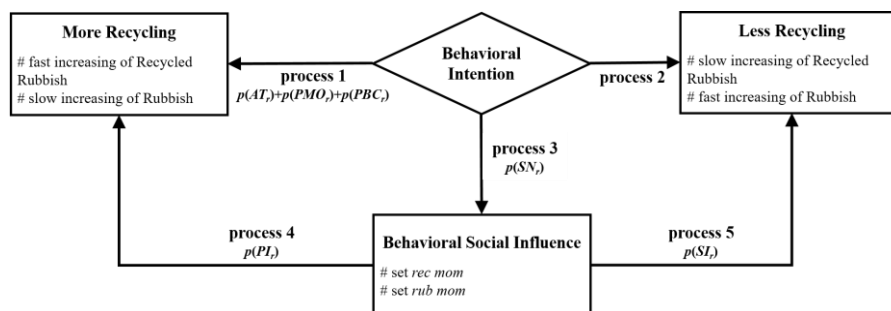 More Recycling
# fast increasing of Recycled
Rubbish
# slow increasing of Rubbish
process 1
p(ATr)+p(PMOr)+p(PBCr)
Behavioral
Intention
process 2
Less Recycling
# slow increasing of Recycled
Rubbish
# fast increasing of Rubbish
process 3
p(SNr)
process 4
p(PIr)
Behavioral Social Influence
# set rec mom
# set rub mom
process 5
p(SIr)